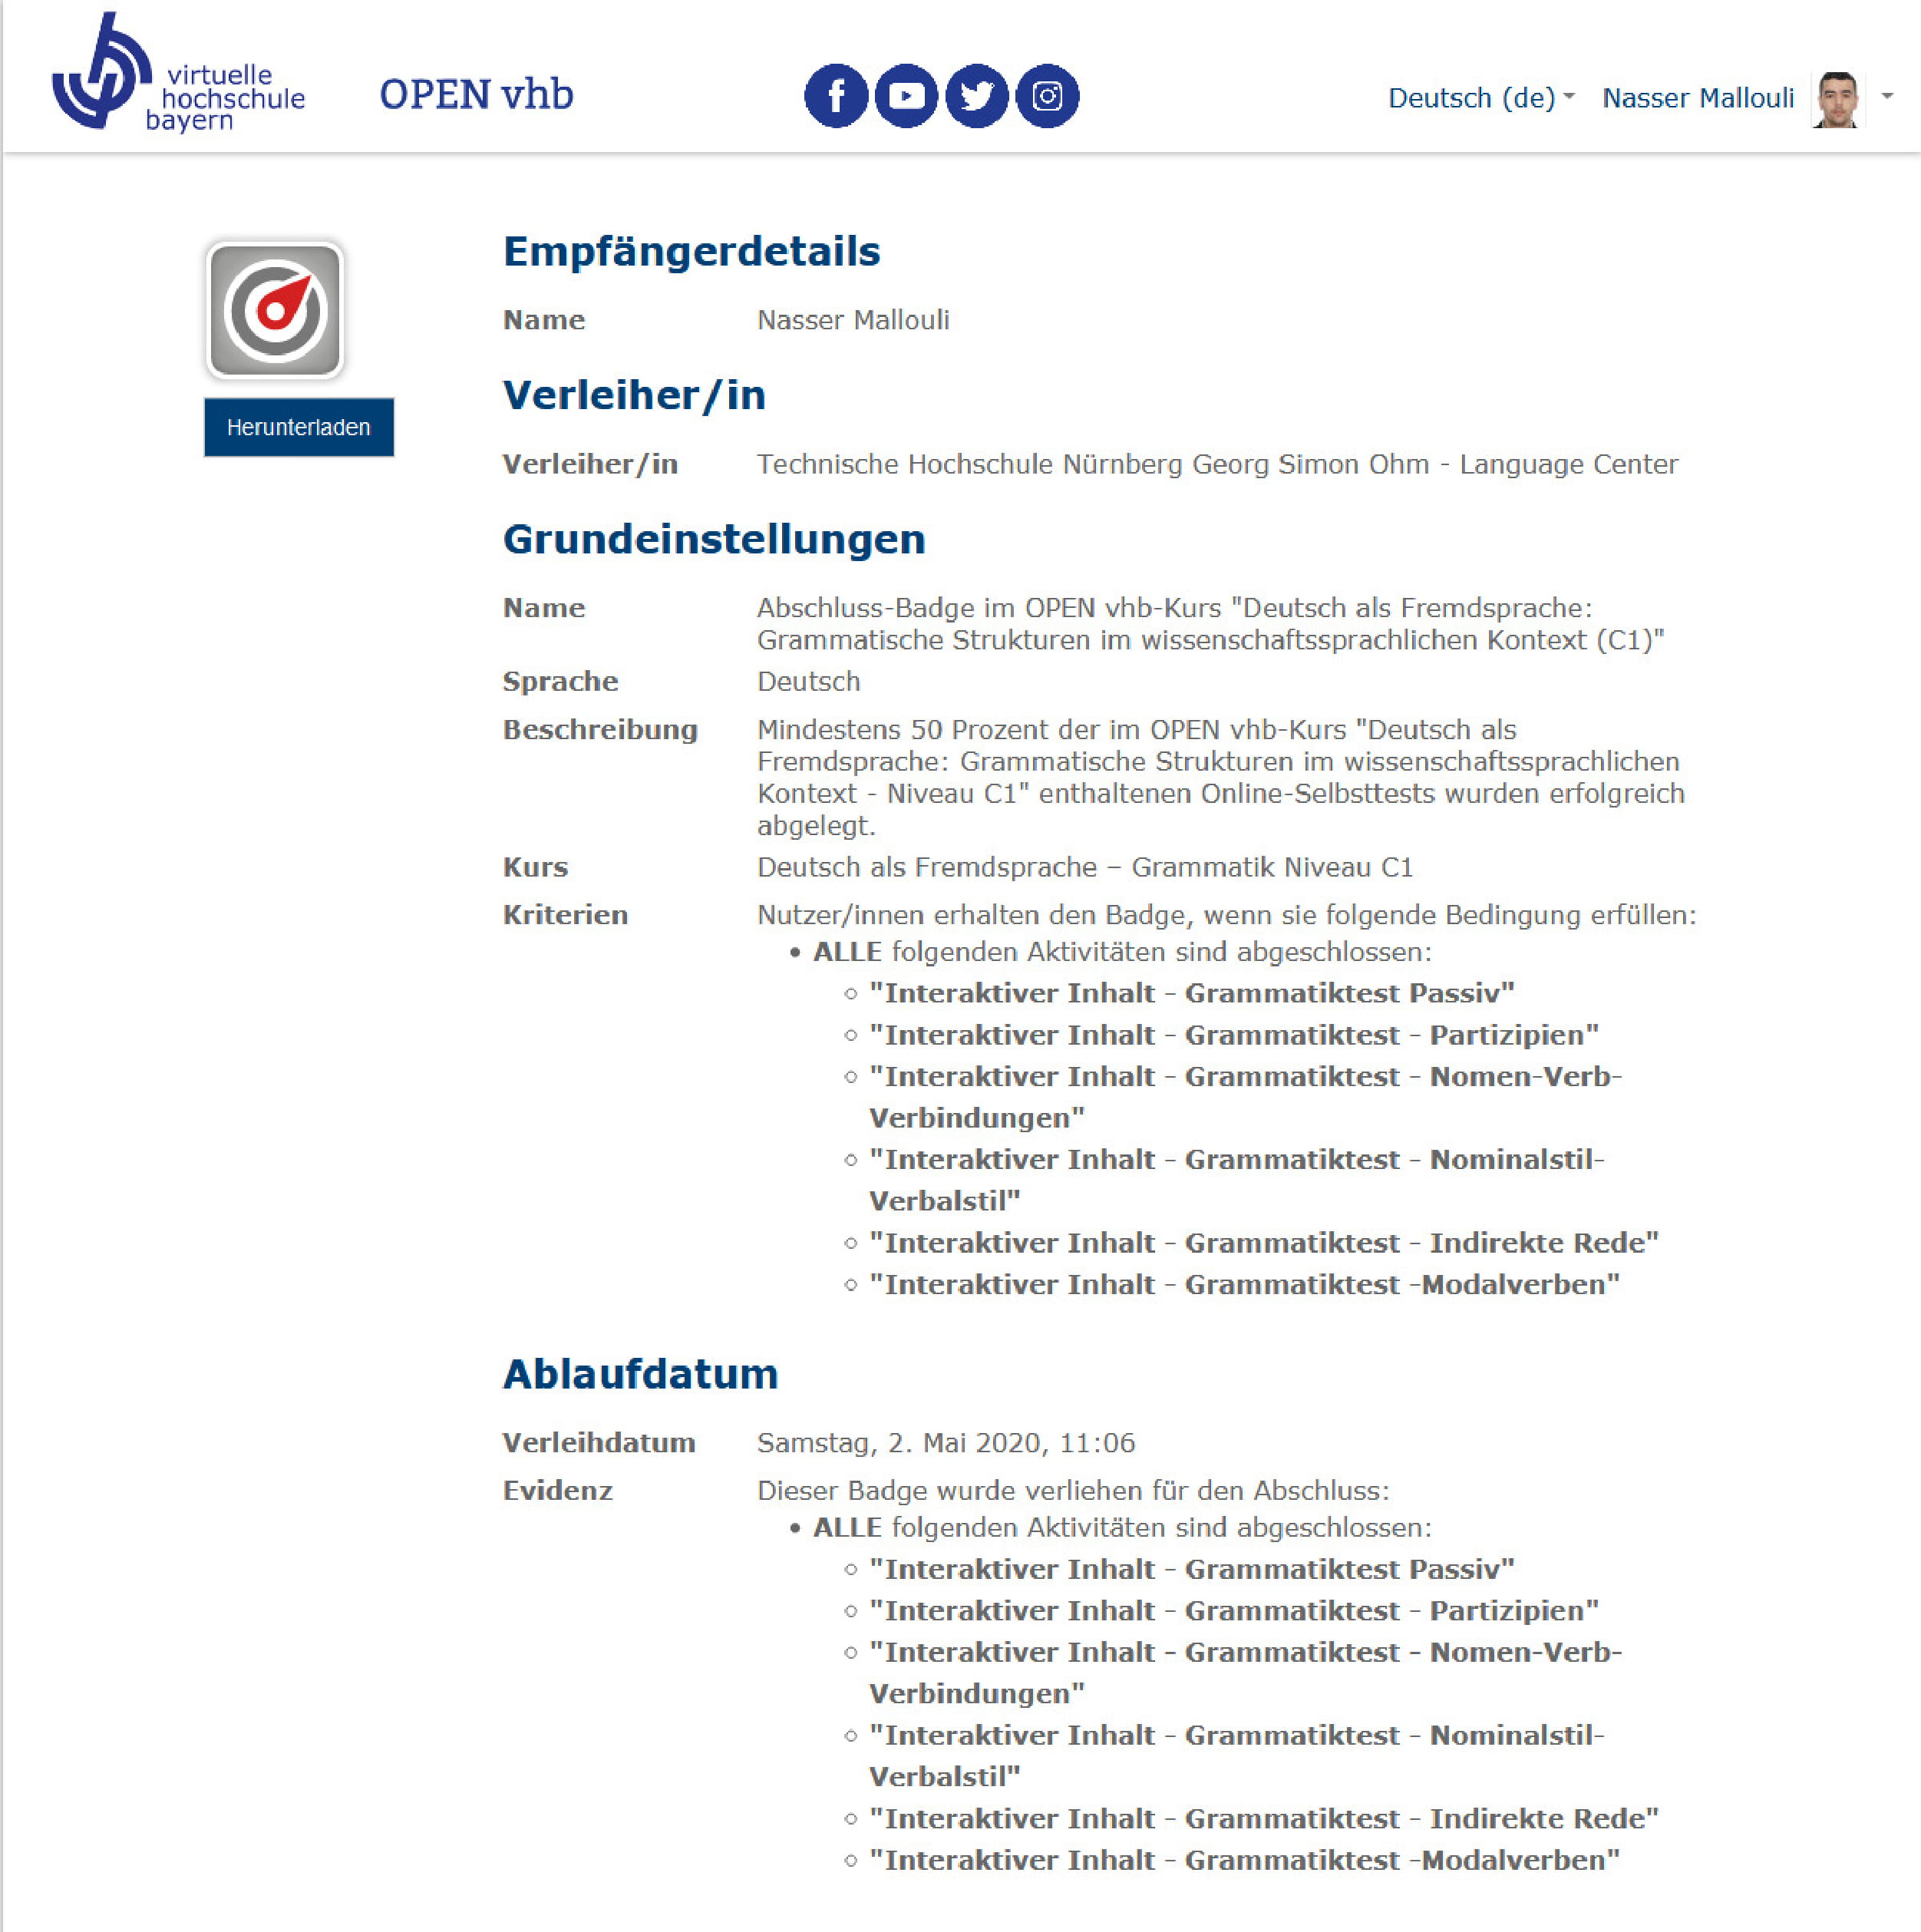 virtuelle
hochschule
bayern
OPEN vhb
Deutsch (de)
Nasser Mallouli
Herunterladen
Empfängerdetails
Name Nasser Mallouli
Verleiher/in
Verleiher/in Technische Hochschule Nürnberg Georg Simon Ohm - Language Center
Grundeinstellungen
Name Abschluss-Badge im OPEN vhb-Kurs "Deutsch als Fremdsprache:
Grammatische Strukturen im wissenschaftssprachlichen Kontext (C1)"
Sprache Deutsch
Beschreibung Mindestens 50 Prozent der im OPEN vhb-Kurs "Deutsch als
Fremdsprache: Grammatische Strukturen im wissenschaftssprachlichen
Kontext - Niveau C1" enthaltenen Online-Selbsttests wurden erfolgreich
abgelegt.
Kurs Deutsch als Fremdsprache – Grammatik Niveau C1
Kriterien Nutzer/innen erhalten den Badge, wenn sie folgende Bedingung erfüllen:
• ALLE folgenden Aktivitäten sind abgeschlossen:
◦ "Interaktiver Inhalt - Grammatiktest Passiv"
◦ "Interaktiver Inhalt - Grammatiktest - Partizipien"
◦ "Interaktiver Inhalt - Grammatiktest - Nomen-Verb-
Verbindungen"
◦ "Interaktiver Inhalt - Grammatiktest - Nominalstil-
Verbalstil"
◦ "Interaktiver Inhalt - Grammatiktest - Indirekte Rede"
◦ "Interaktiver Inhalt - Grammatiktest -Modalverben"
Ablaufdatum
Verleihdatum Samstag, 2. Mai 2020, 11:06
Evidenz Dieser Badge wurde verliehen für den Abschluss:
• ALLE folgenden Aktivitäten sind abgeschlossen:
◦ "Interaktiver Inhalt - Grammatiktest Passiv"
◦ "Interaktiver Inhalt - Grammatiktest - Partizipien"
◦ "Interaktiver Inhalt - Grammatiktest - Nomen-Verb-
Verbindungen"
◦ "Interaktiver Inhalt - Grammatiktest - Nominalstil-
Verbalstil"
◦ "Interaktiver Inhalt - Grammatiktest - Indirekte Rede"
◦ "Interaktiver Inhalt - Grammatiktest -Modalverben"